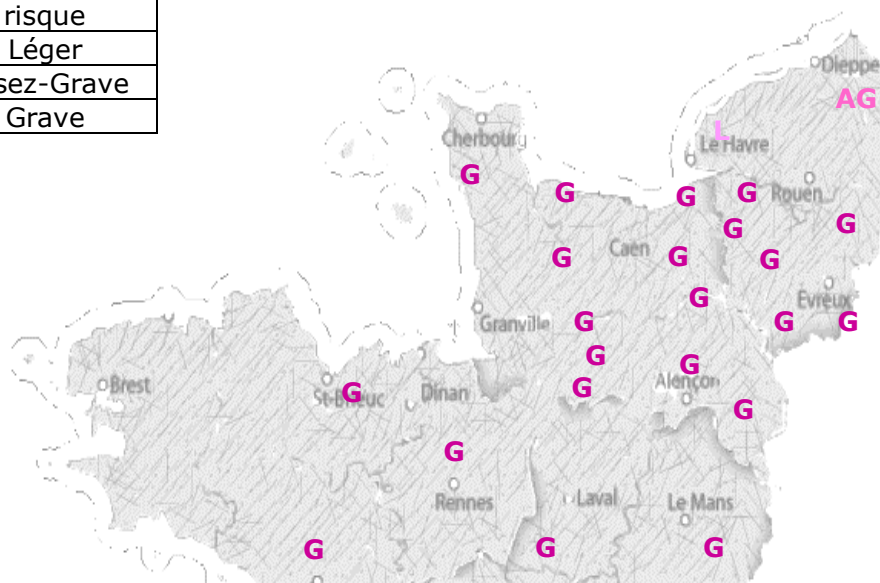 risque
Léger
sez-Grave
Grave
Dieppe
AG
L
Cherbourg
Le Havre
G
G
G
G
Rouen
G
G
Caen
G
G
G
G
Evreux
Granville
G
G
G
G
G
Brest
Alençon
St-Brieuc
G
Dinan
G
G
G
Rennes
Laval
Le Mans
G
G
G